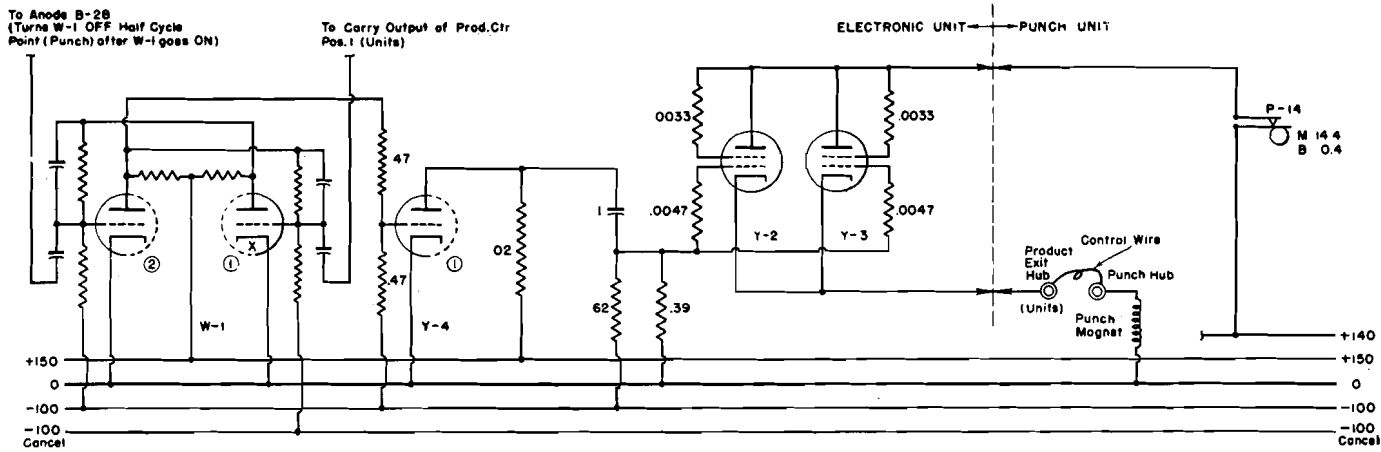 To Anode B-28
(Turns W-1 OFF Half Cycle
Point (Punch) after W-1 goes ON)
To Carry Output of Prod.Ctr
Pos.1 (Units)
ELECTRONIC UNIT
PUNCH UNIT
P-14
M 14.4
B 0.4
.0033
.0033
47
1
.0047
.0047
Y-2
Y-3
02
X
2
1
1
.47
62
.39
W-1
Y-4
Product
Exit
Hub
(Units)
Control Wire
Punch Hub
Punch
Magnet
+140
+150
+150
0
0
-100
-100
-100
Cancel
-100
Cancel